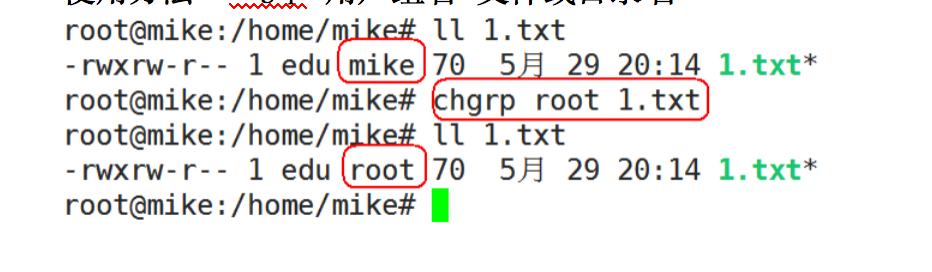 root@mike:/home/mike# ll 1.txt
-rwxrw-r-- 1 edu mike 70  5月 29 20:14 1.txt*
root@mike:/home/mike# chgrp root 1.txt
root@mike:/home/mike# ll 1.txt
-rwxrw-r-- 1 edu root 70  5月 29 20:14 1.txt*
root@mike:/home/mike#